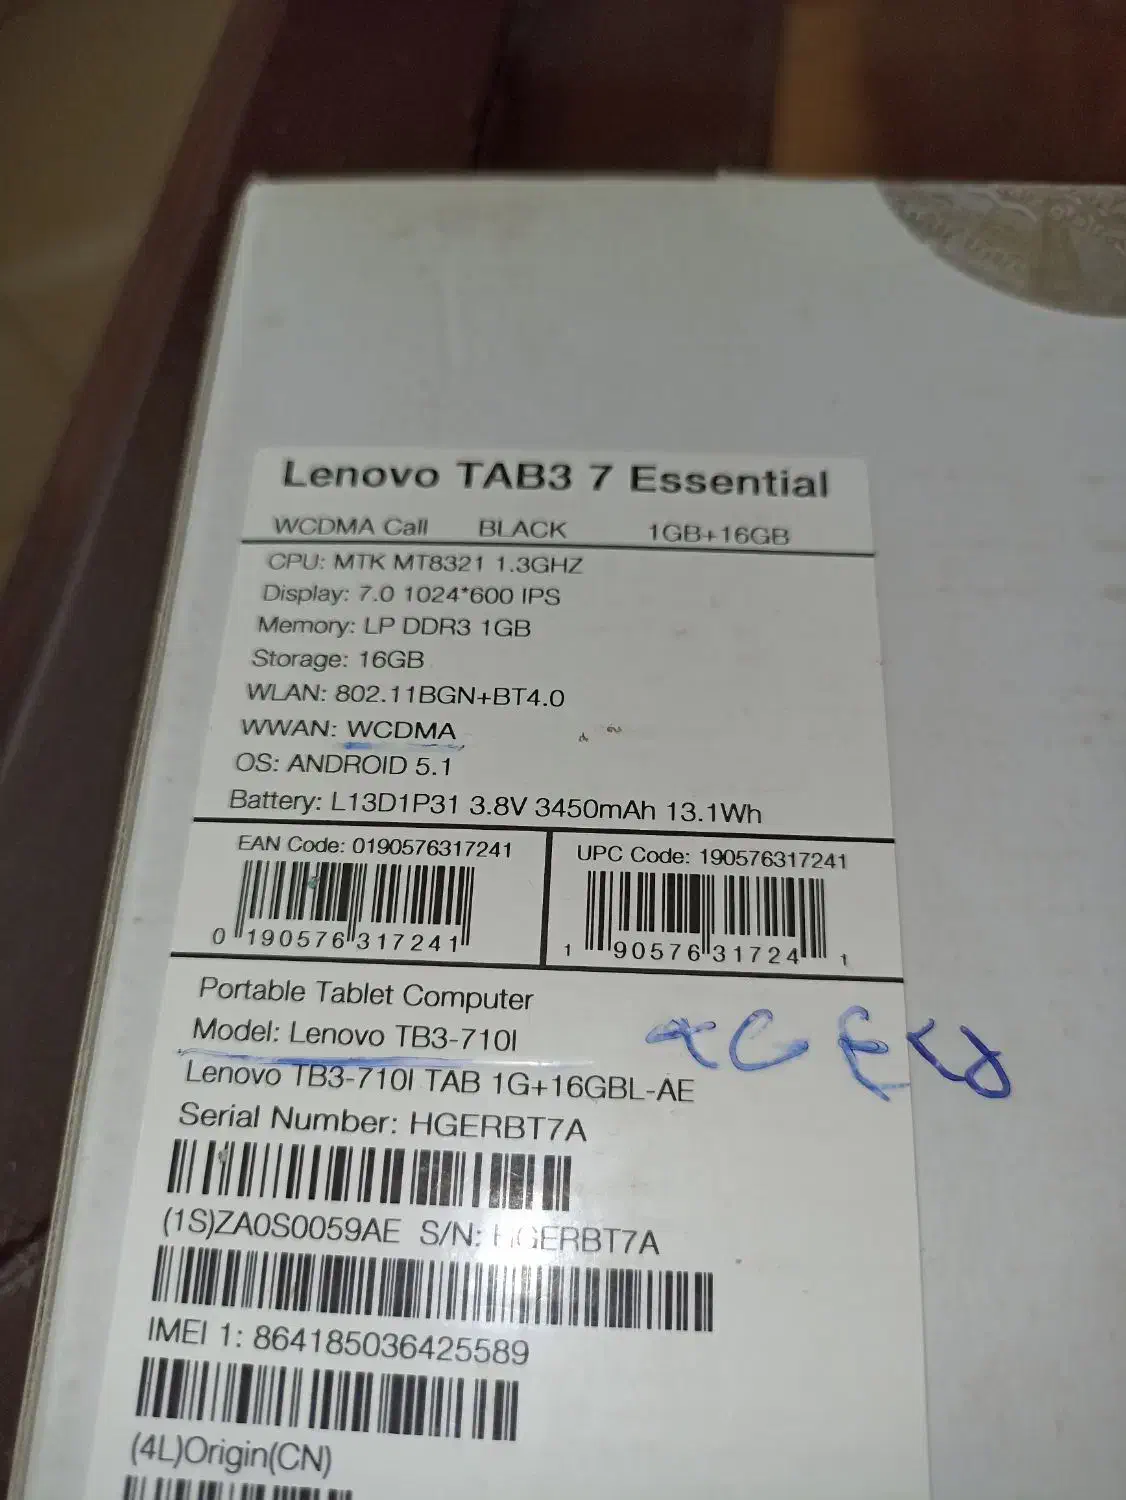 Lenovo TAB3 7 Essential
WCDMA Call BLACK 1GB+16GB
CPU: MTK MT8321 1.3GHZ
Display: 7.0 1024*600 IPS
Memory: LP DDR3 1GB
Storage: 16GB
WLAN: 802.11BGN+BT4.0
WWAN: WCDMA
OS: ANDROID 5.1
Battery: L13D1P31 3.8V 3450mAh 13.1Wh
EAN Code: 0190576317241
UPC Code: 190576317241
0 190576 317241
1 90576 31724 1
Portable Tablet Computer
Model: Lenovo TB3-710I
Lenovo TB3-710I TAB 1G+16GBL-AE
Serial Number: HGERBT7A
(1S)ZA0S0059AE S/N: HGERBT7A
IMEI 1: 864185036425589
(4L)Origin(CN)